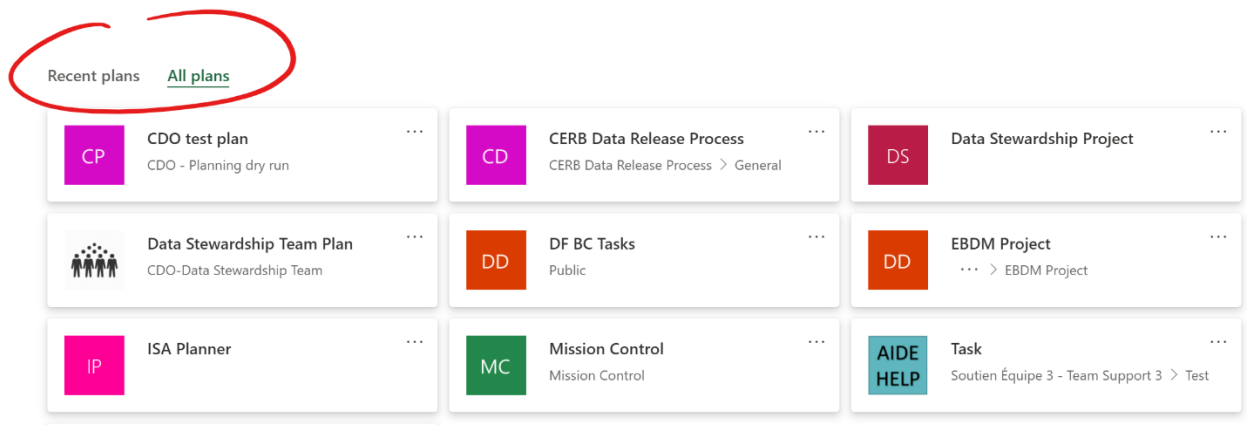 Recent plans All plans
CP CDO test plan ...
CDO - Planning dry run
CD CERB Data Release Process ...
CERB Data Release Process > General
DS Data Stewardship Project ...
Data Stewardship Team Plan ...
CDO-Data Stewardship Team
DD DF BC Tasks ...
Public
DD EBDM Project ...
... > EBDM Project
IP ISA Planner ...
MC Mission Control ...
Mission Control
AIDE
HELP
Task ...
Soutien Équipe 3 - Team Support 3 > Test